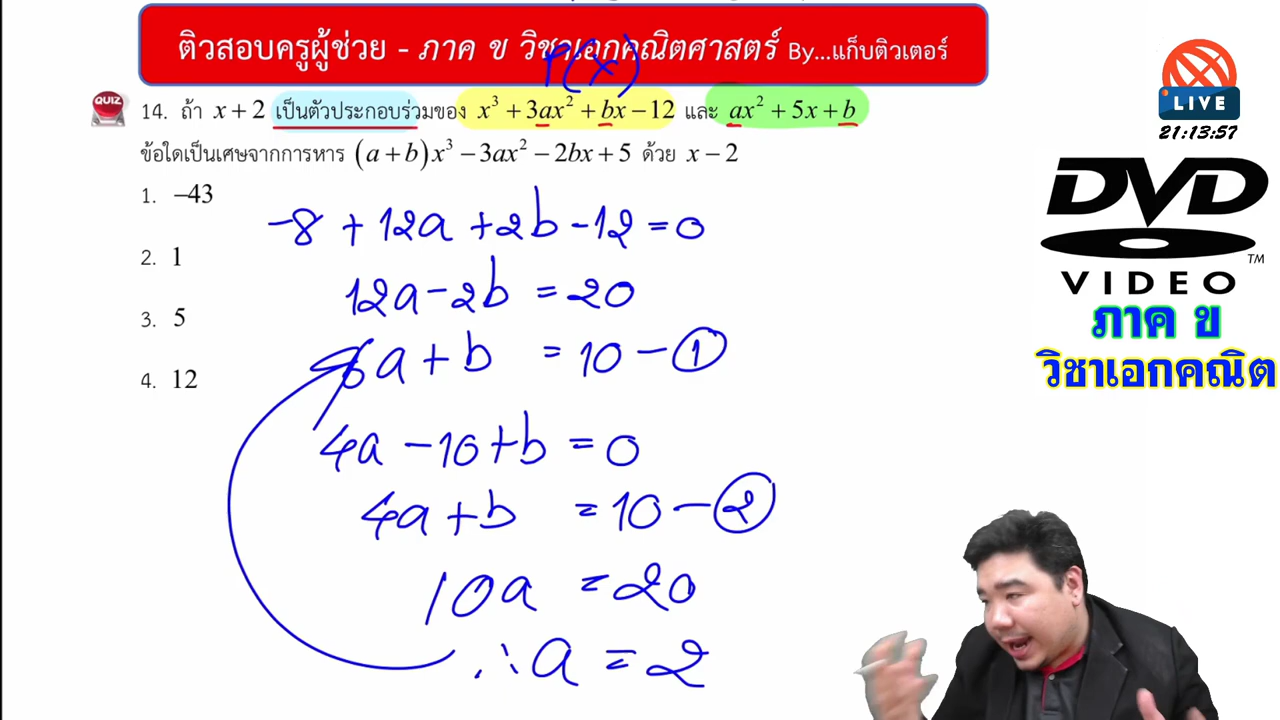 ติวสอบครูผู้ช่วย - ภาค ข วิชาเอกคณิตศาสตร์ By...แก็บติวเตอร์
f(x)
LIVE
21:13:57
QUIZ
14. ถ้า x + 2 เป็นตัวประกอบร่วมของ x³ + 3ax² + bx − 12 และ ax² + 5x + b
ข้อใดเป็นเศษจากการหาร (a + b)x³ − 3ax² − 2bx + 5 ด้วย x − 2
1. −43
2. 1
3. 5
4. 12
-8 + 12a + 2b - 12 = 0
12a - 2b = 20
6a + b = 10 - ①
4a - 10 + b = 0
4a + b = 10 - ②
10a = 20
∴ a = 2
DVD
TM
VIDEO
ภาค ข
วิชาเอกคณิต